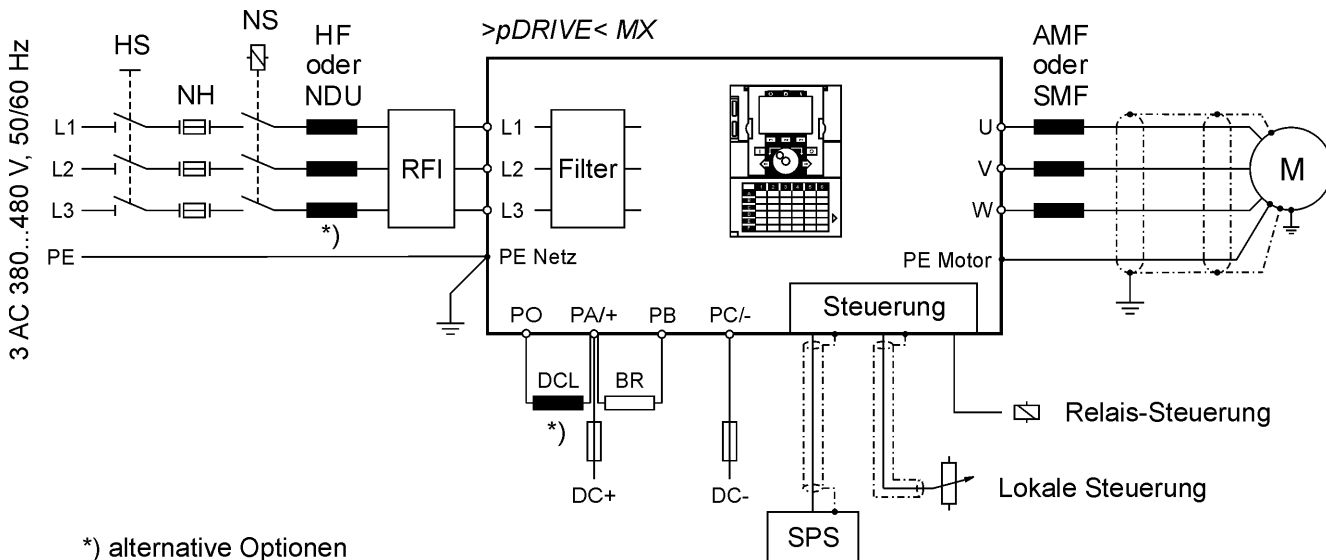 3 AC 380...480 V, 50/60 Hz
HS
NH
NS
HF
oder
NDU
>pDRIVE< MX
AMF
oder
SMF
L1
L2
L3
PE
*)
RFI
L1
L2
L3
PE Netz
Filter
U
V
W
PE Motor
M
PO
PA/+
PB
PC/-
Steuerung
DCL
BR
*)
DC+
DC-
SPS
Relais-Steuerung
Lokale Steuerung
*) alternative Optionen